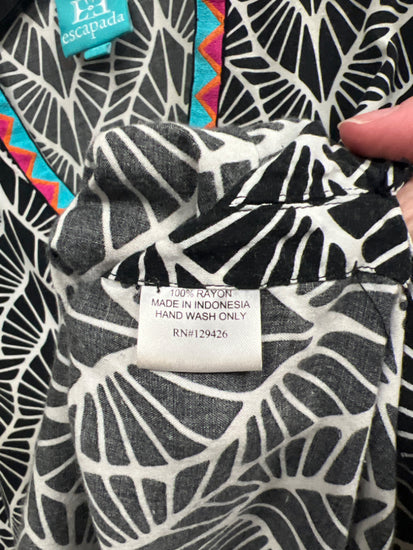 escapada
100% RAYON
MADE IN INDONESIA
HAND WASH ONLY
RN#129426